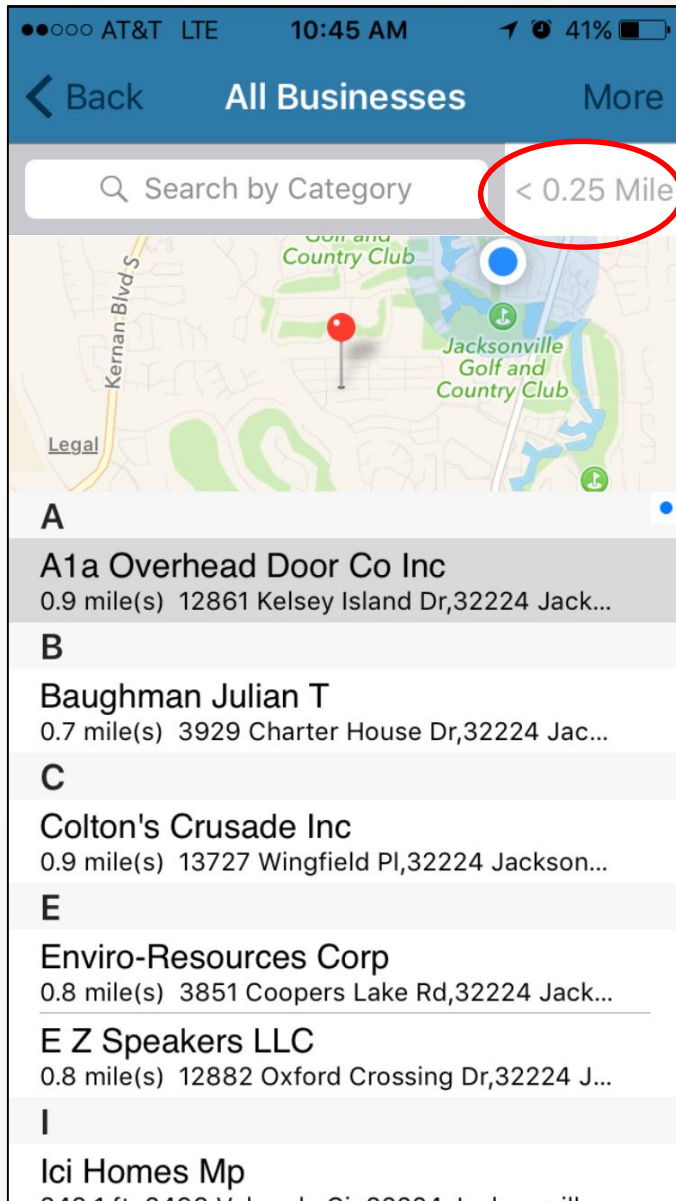 AT&T LTE 10:45 AM 41%
Back All Businesses More
Search by Category < 0.25 Mile
Golf and
Country Club
Kernan Blvd S
Jacksonville
Golf and
Country Club
Legal
A
A1a Overhead Door Co Inc
0.9 mile(s) 12861 Kelsey Island Dr,32224 Jack...
B
Baughman Julian T
0.7 mile(s) 3929 Charter House Dr,32224 Jac...
C
Colton's Crusade Inc
0.9 mile(s) 13727 Wingfield Pl,32224 Jackson...
E
Enviro-Resources Corp
0.8 mile(s) 3851 Coopers Lake Rd,32224 Jack...
E Z Speakers LLC
0.8 mile(s) 12882 Oxford Crossing Dr,32224 J...
I
Ici Homes Mp